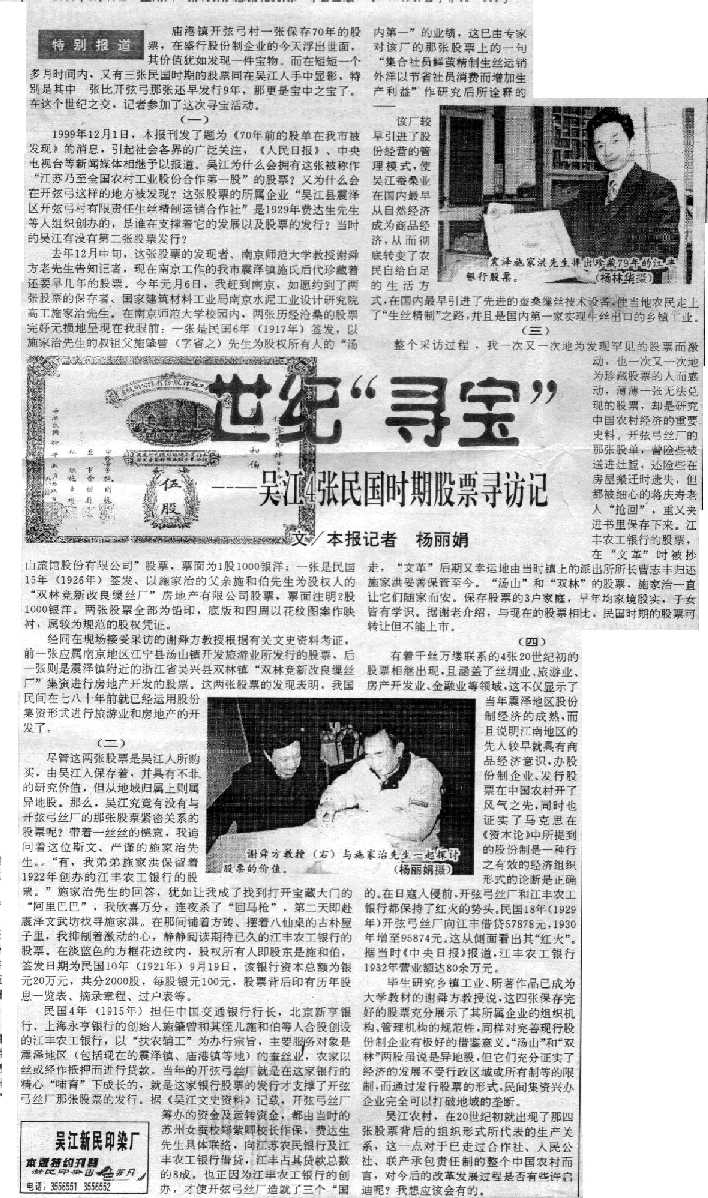 特别报道
庙港镇开弦弓村一张保存70年的股
票，在盛行股份制企业的今天浮出世面，
其价值犹如发现一件宝物。而在短短一个
多月时间内，又有三张民国时期的股票同在吴江人手中显影，特
别是其中一张比开弦弓那张还早发行9年，那更是宝中之宝了。
在这个世纪之交，记者参加了这次寻宝活动。
（一）
1999年12月1日，本报刊发了题为《70年前的股单在我市被
发现》的消息，引起社会各界的广泛关注，《人民日报》、中央
电视台等新闻媒体相继予以报道。吴江为什么会拥有这张被称作
“江苏乃至全国农村工业股份合作第一股”的股票？又为什么会
在开弦弓这样的地方被发现？这张股票的所属企业“吴江县震泽
区开弦弓村有限责任生丝精制运销合作社”是1929年费达生先生
等人组织创办的，是谁在支撑着它的发展以及股票的发行？当时
的吴江有没有第二张股票发行？
去年12月中旬，这张股票的发现者、南京师范大学教授谢舜
方老先生告知记者，现在南京工作的我市震泽镇施氏后代珍藏着
还要早几年的股票。今年元月6日，我赶到南京，如愿约到了两
张股票的保存者、国家建筑材料工业局南京水泥工业设计研究院
高工施家治先生。在南京师范大学校园内，两张历经沧桑的股票
完好无损地呈现在我眼前：一张是民国6年（1917年）签发，以
施家治先生的叔祖父施肇曾（字省之）先生为股权所有人的“汤
世纪“寻宝”
——吴江4张民国时期股票寻访记
文／本报记者 杨丽娟
伍股
山旅馆股份有限公司”股票，票面为1股1000银洋；一张是民国
15年（1926年）签发、以施家治的父亲施和伯先生为股权人的
“双林竞新改良缫丝厂”房地产有限公司股票，票面注明2股
1000银洋。两张股票全部为铅印，底版和四周以花纹图案作映
衬，属较为规范的股权凭证。
经同在现场接受采访的谢舜方教授根据有关文史资料考证，
前一张应属南京地区江宁县汤山镇开发旅游业所发行的股票，后
一张则是震泽镇附近的浙江省吴兴县双林镇“双林竞新改良缫丝
厂”集资进行房地产开发的股票。这两张股票的发现表明，我国
民间在七八十年前就已经运用股份
集资形式进行旅游业和房地产的开
发了。
（二）
尽管这两张股票是吴江人所购
买，由吴江人保存着，并具有不菲
的研究价值，但从地域归属上则属
异地股。那么，吴江究竟有没有与
开弦弓丝厂的那张股票紧密关系的
股票呢？带着一丝丝的惬意，我追
问着这位斯文、严谨的施家治先
生。“有，我弟弟施家洪保留着
1922年创办的江丰农工银行的股
票。”施家治先生的回答，犹如让我成了找到打开宝藏大门的
“阿里巴巴”，我欣喜万分，连夜杀了“回马枪”，第二天即赴
震泽文武坊找寻施家洪。在那间铺着方砖、摆着八仙桌的古朴屋
子里，我抑制着激动的心，静静阅读期待已久的江丰农工银行的
股票。在淡蓝色的方框花边纹内，股权所有人即股东是施和伯，
签发日期为民国10年（1921年）9月19日，该银行资本总额为银
元20万元，共分2000股，每股银元100元，股票背后印有历年股
息一览表、摘录章程、过户表等。
民国4年（1915年）担任中国交通银行行长，北京新亨银
行、上海永亨银行的创始人施肇曾和其侄儿施和伯等人合股创设
的江丰农工银行，以“扶农辅工”为办行宗旨，主要服务对象是
震泽地区（包括现在的震泽镇、庙港镇等地）的蚕丝业，农家以
丝或经作抵押而进行贷款。当年的开弦弓丝厂就是在这家银行的
精心“哺育”下成长的，就是这家银行股票的发行才支撑了开弦
弓丝厂那张股票的发行。据《吴江文史资料》记载，开弦弓丝厂
筹办的资金及运转资金，都由当时的
苏州女蚕校郑紫卿校长作保，费达生
先生具体联络，向江苏农民银行及江
丰农工银行借贷，江丰占其贷款总数
的8成，也正因为江丰农工银行的创
办，才使开弦弓丝厂造就了三个“国
吴江新民印染厂
本版特约刊登
电话：3556551 3556552
内第一”的业绩，这已由专家
对该厂的那张股票上的一句
“集合社员鲜茧精制生丝运销
外洋以节省社员消费而增加生
产利益”作研究后所诠释的
——
该厂较
早引进了股
份经营的管
理模式，使
吴江蚕桑业
在国内最早
从自然经济
成为商品经
济，从而彻
底转变了农
民自给自足
的生活方
式，在国内最早引进了先进的蚕桑缫丝技术设备，使当地农民走上
了“生丝精制”之路，并且是国内第一家实现生丝出口的乡镇工业。
震泽施家洪先生捧出珍藏79年的江丰
银行股票。 （杨林华摄）
（三）
整个采访过程，我一次又一次地为发现罕见的股票而激
动，也一次又一次地
为珍藏股票的人而感
动，薄薄一张无法兑
现的股票，却是研究
中国农村经济的重要
史料。开弦弓丝厂的
那张股单，曾险些被
送进灶膛，还险些在
房屋搬迁时遗失，但
都被细心的蒋庆寿老
人“抢回”，重又夹
进书里保存下来。江
丰农工银行的股票，
在“文革”时被抄
走，“文革”后期又幸运地由当时镇上的派出所所长曹志丰归还
施家洪妥善保管至今。“汤山”和“双林”的股票，施家治一直
让它们随家而安。保存股票的3户家庭，早年均家境殷实，子女
皆有学识。据谢老介绍，与现在的股票相比，民国时期的股票可
转让但不能上市。
（四）
有着千丝万缕联系的4张20世纪初的
股票相继出现，且涵盖了丝绸业、旅游业、
房产开发业、金融业等领域，这不仅显示了
当年震泽地区股份
制经济的成熟，而
且说明江南地区的
先人较早就具有商
品经济意识，办股
份制企业、发行股票
在中国农村开了
风气之先，同时也
证实了马克思在
《资本论》中所提到
的股份制是一种行
之有效的经济组织
形式的论断是正确
的。在日寇入侵前，开弦弓丝厂和江丰农工
银行都保持了红火的势头，民国18年（1929
年）开弦弓丝厂向江丰借贷57878元，1930
年增至95874元。这从侧面看出其“红火”。
据当时《中央日报》报道，江丰农工银行
1932年营业额达80余万元。
谢舜方教授（右）与施家治先生一起探讨
股票的价值。 （杨丽娟摄）
毕生研究乡镇工业、所著作品已成为
大学教材的谢舜方教授说，这四张保存完
好的股票充分展示了其所属企业的组织机
构、管理机构的规范性，同样对完善现行股
份制企业有极好的借鉴意义。“汤山”和“双
林”两股虽说是异地股，但它们充分证实了
经济的发展不受行政区域或所有制等的限
制，而通过发行股票的形式，民间集资兴办
企业完全可以打破地域的垄断。
吴江农村，在20世纪初就出现了那四
张股票背后的组织形式所代表的生产关
系，这一点对于已走过合作社、人民公
社、联产承包责任制的整个中国农村而
言，对今后的改革发展过程是否有些许启
迪呢？我想应该会有的。